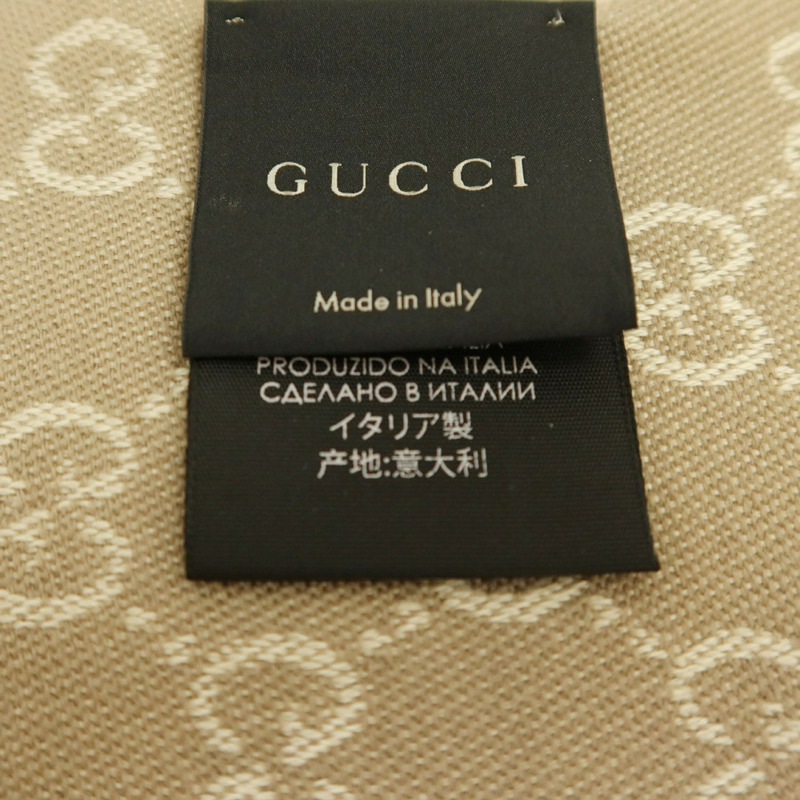 GUCCI
Made in Italy
PRODUZIDO NA ITALIA
СДЕЛАНО В ИТАЛИИ
イタリア製
产地:意大利